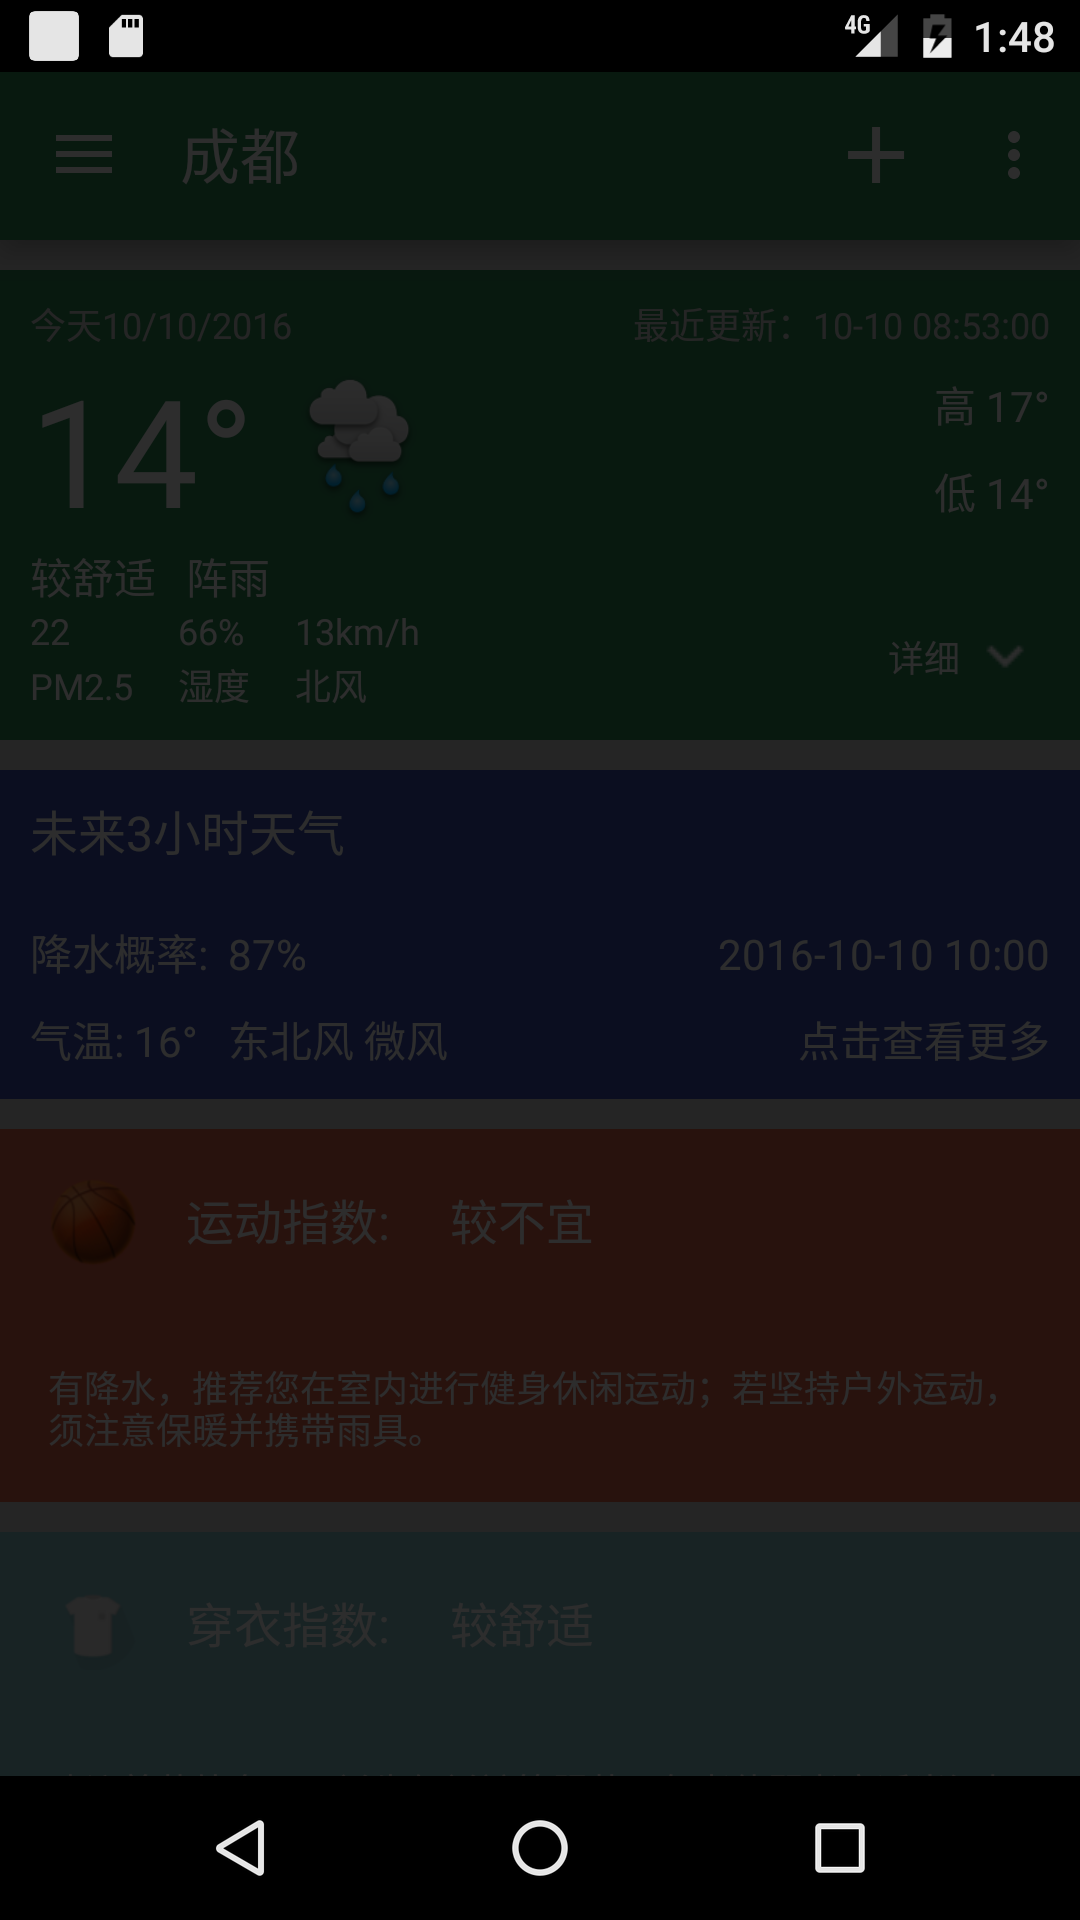 4G 1:48
成都
今天10/10/2016 最近更新：10-10 08:53:00
14° 高 17°
低 14°
较舒适 阵雨
22 66% 13km/h
详细
PM2.5 湿度 北风
未来3小时天气
降水概率: 87% 2016-10-10 10:00
气温: 16° 东北风 微风 点击查看更多
运动指数: 较不宜
有降水，推荐您在室内进行健身休闲运动；若坚持户外运动，
须注意保暖并携带雨具。
穿衣指数: 较舒适